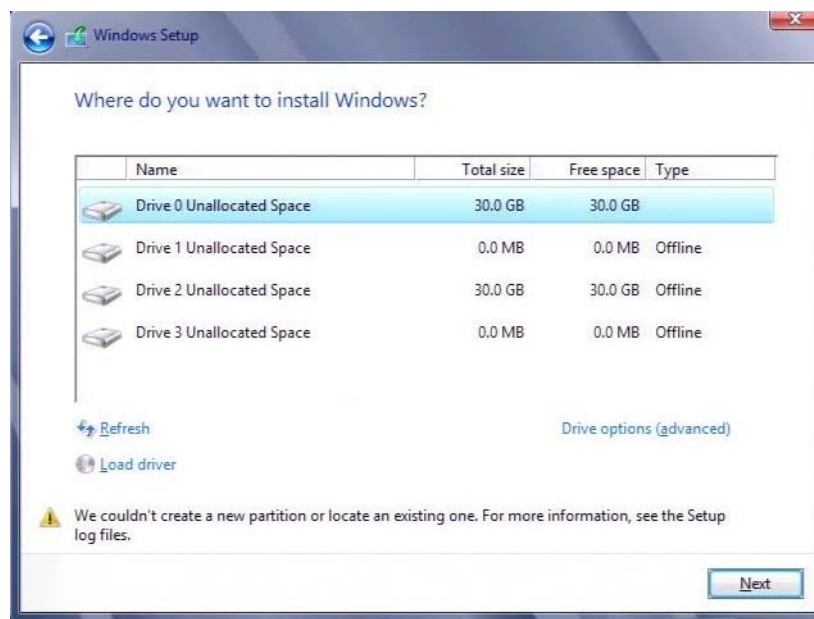 Windows Setup
Where do you want to install Windows?
Name Total size Free space Type
Drive 0 Unallocated Space 30.0 GB 30.0 GB
Drive 1 Unallocated Space 0.0 MB 0.0 MB Offline
Drive 2 Unallocated Space 30.0 GB 30.0 GB Offline
Drive 3 Unallocated Space 0.0 MB 0.0 MB Offline
Refresh Drive options (advanced)
Load driver
We couldn't create a new partition or locate an existing one. For more information, see the Setup
log files.
Next